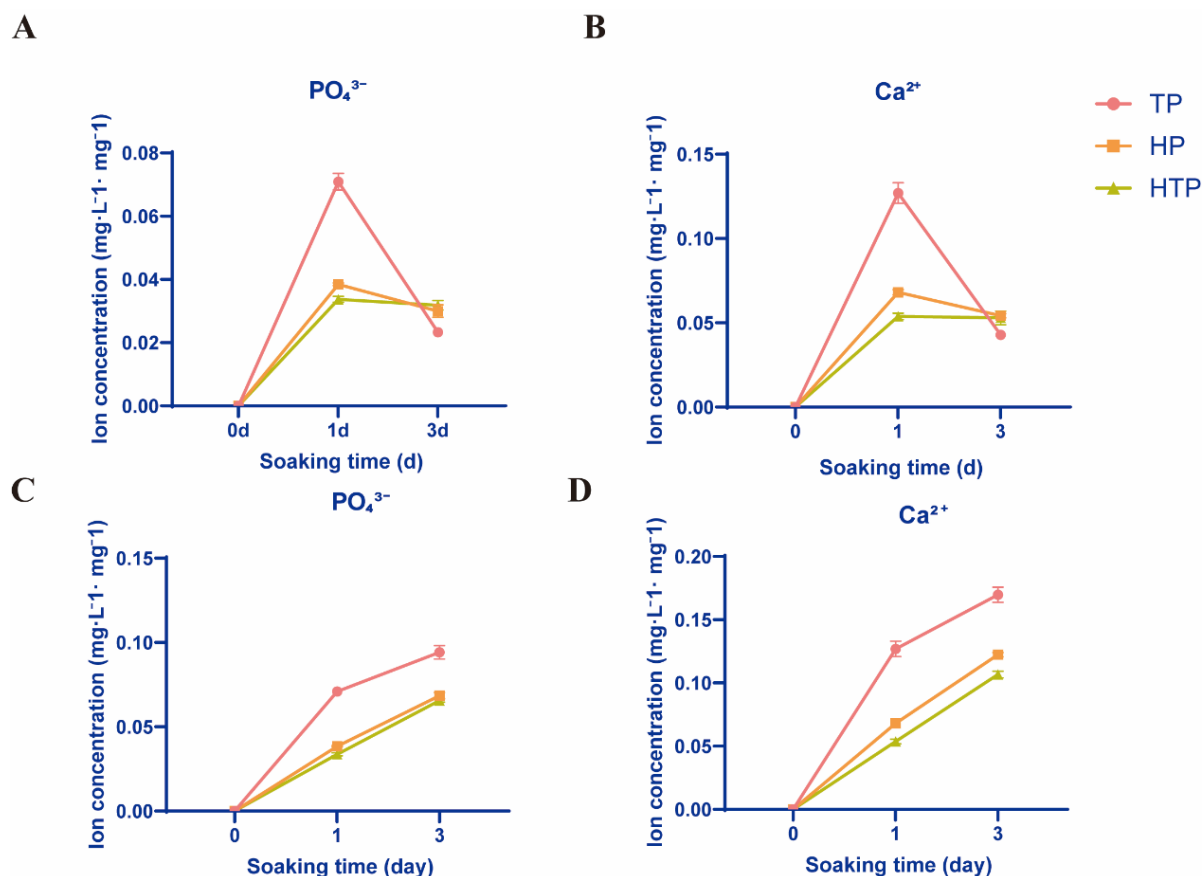 A
PO₄³⁻
Ion concentration (mg·L⁻1· mg⁻1)
0.08
0.06
0.04
0.02
0.00
0d
1d
3d
Soaking time (d)
B
Ca²⁺
Ion concentration (mg·L⁻1· mg⁻1)
0.15
0.10
0.05
0.00
0
1
3
Soaking time (d)
TP
HP
HTP
C
PO₄³⁻
Ion concentration (mg·L⁻1· mg⁻1)
0.15
0.10
0.05
0.00
0
1
3
Soaking time (day)
D
Ca²⁺
Ion concentration (mg·L⁻1· mg⁻1)
0.20
0.15
0.10
0.05
0.00
0
1
3
Soaking time (day)